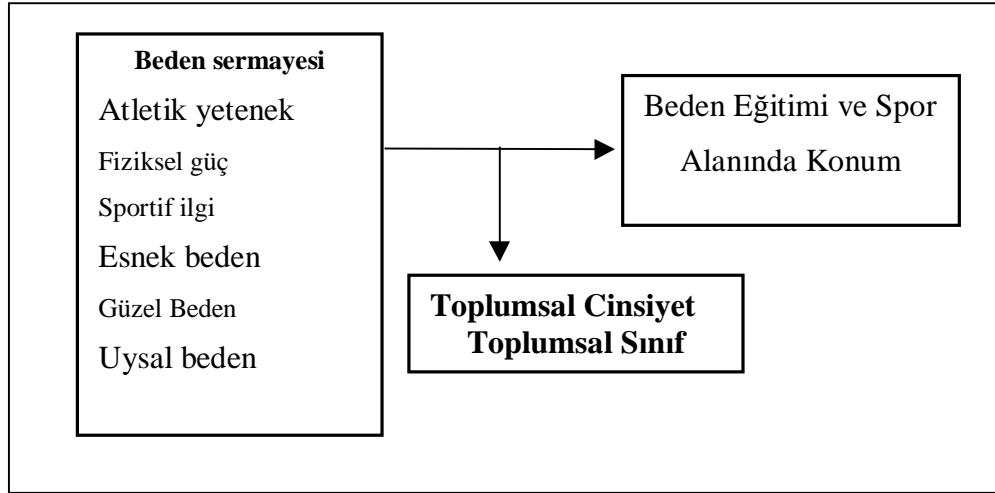 Beden sermayesi
Atletik yetenek
Fiziksel güç
Sportif ilgi
Esnek beden
Güzel Beden
Uysal beden
Beden Eğitimi ve Spor
Alanında Konum
Toplumsal Cinsiyet
Toplumsal Sınıf